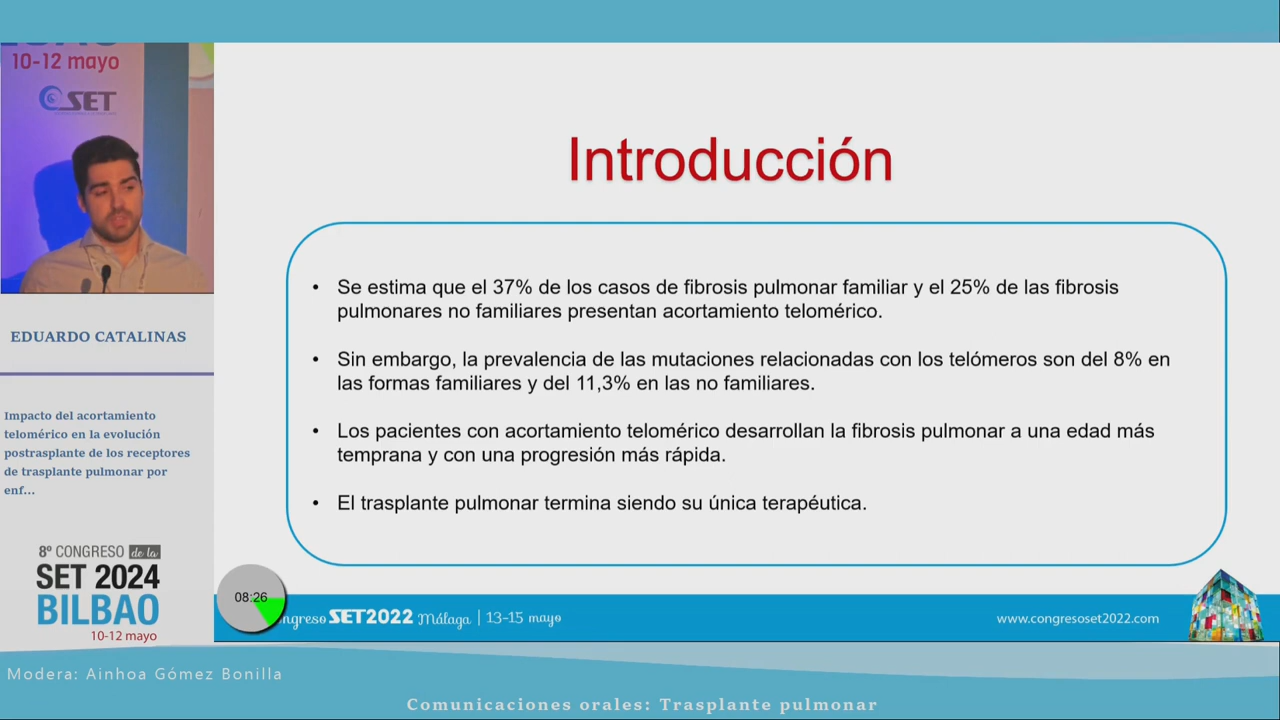 10-12 mayo
SET
EDUARDO CATALINAS
Impacto del acortamiento
telomérico en la evolución
postrasplante de los receptores
de trasplante pulmonar por
enf...
8º CONGRESO de la
SET 2024
BILBAO
10-12 mayo
Introducción
• Se estima que el 37% de los casos de fibrosis pulmonar familiar y el 25% de las fibrosis
pulmonares no familiares presentan acortamiento telomérico.
• Sin embargo, la prevalencia de las mutaciones relacionadas con los telómeros son del 8% en
las formas familiares y del 11,3% en las no familiares.
• Los pacientes con acortamiento telomérico desarrollan la fibrosis pulmonar a una edad más
temprana y con una progresión más rápida.
• El trasplante pulmonar termina siendo su única terapéutica.
08:26
ngreso SET2022 Málaga | 13-15 mayo
www.congresoset2022.com
Modera: Ainhoa Gómez Bonilla
Comunicaciones orales: Trasplante pulmonar